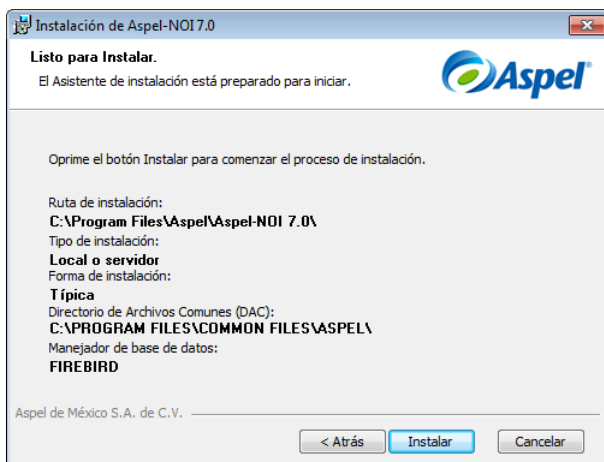 Instalación de Aspel-NOI 7.0
Listo para Instalar.
El Asistente de instalación está preparado para iniciar.
Aspel
Oprime el botón Instalar para comenzar el proceso de instalación.
Ruta de instalación:
C:\Program Files\Aspel\Aspel-NOI 7.0\
Tipo de instalación:
Local o servidor
Forma de instalación:
Típica
Directorio de Archivos Comunes (DAC):
C:\PROGRAM FILES\COMMON FILES\ASPEL\
Manejador de base de datos:
FIREBIRD
Aspel de México S.A. de C.V.
< Atrás Instalar Cancelar